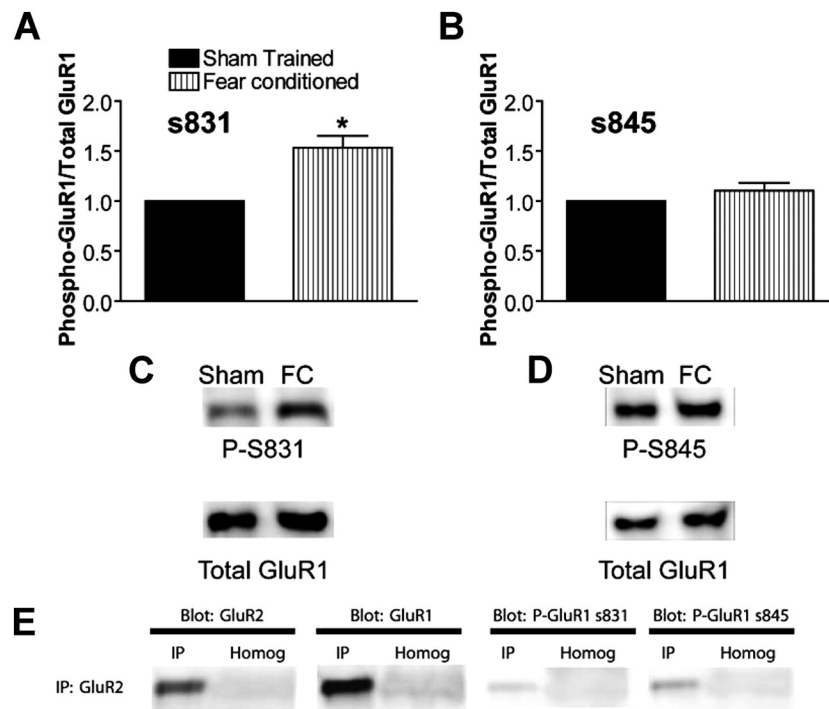 A
B
Sham Trained
Fear conditioned
Phospho-GluR1/Total GluR1
2.0
1.5
1.0
0.5
0.0
s831
*
Phospho-GluR1/Total GluR1
2.0
1.5
1.0
0.5
0.0
s845
C
Sham FC
P-S831
Total GluR1
D
Sham FC
P-S845
Total GluR1
E
Blot: GluR2
Blot: GluR1
Blot: P-GluR1 s831
Blot: P-GluR1 s845
IP Homog
IP Homog
IP Homog
IP Homog
IP: GluR2